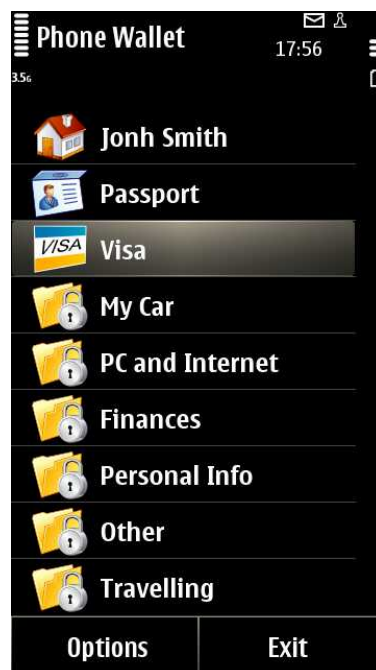 Phone Wallet
17:56
3.5G
Jonh Smith
Passport
VISA
Visa
My Car
PC and Internet
Finances
Personal Info
Other
Travelling
Options
Exit